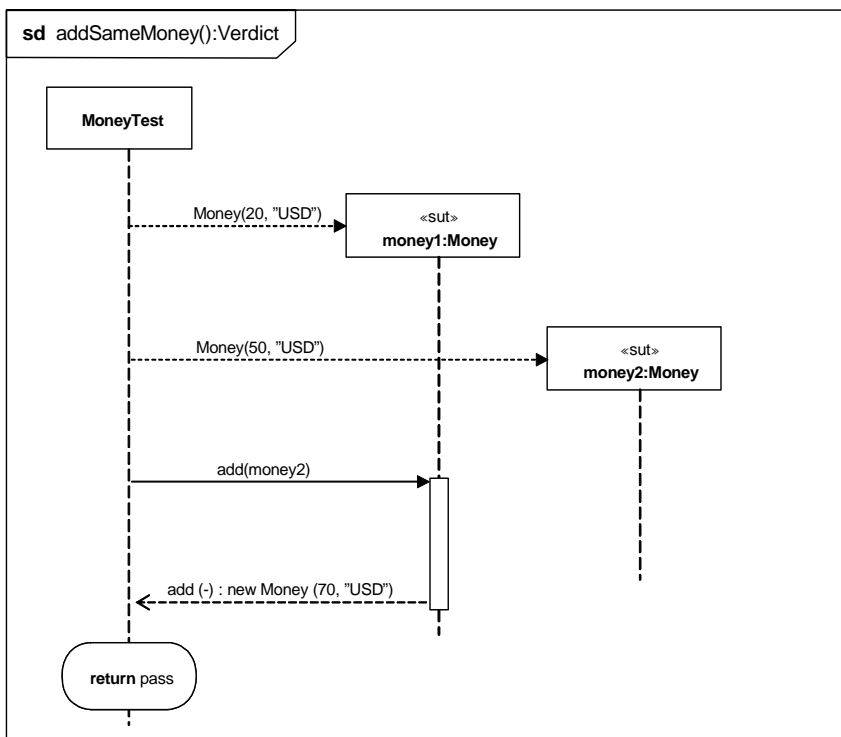 sd addSameMoney():Verdict
MoneyTest
Money(20, ”USD”)
«sut»
money1:Money
Money(50, ”USD”)
«sut»
money2:Money
add(money2)
add (-) : new Money (70, ”USD”)
return pass